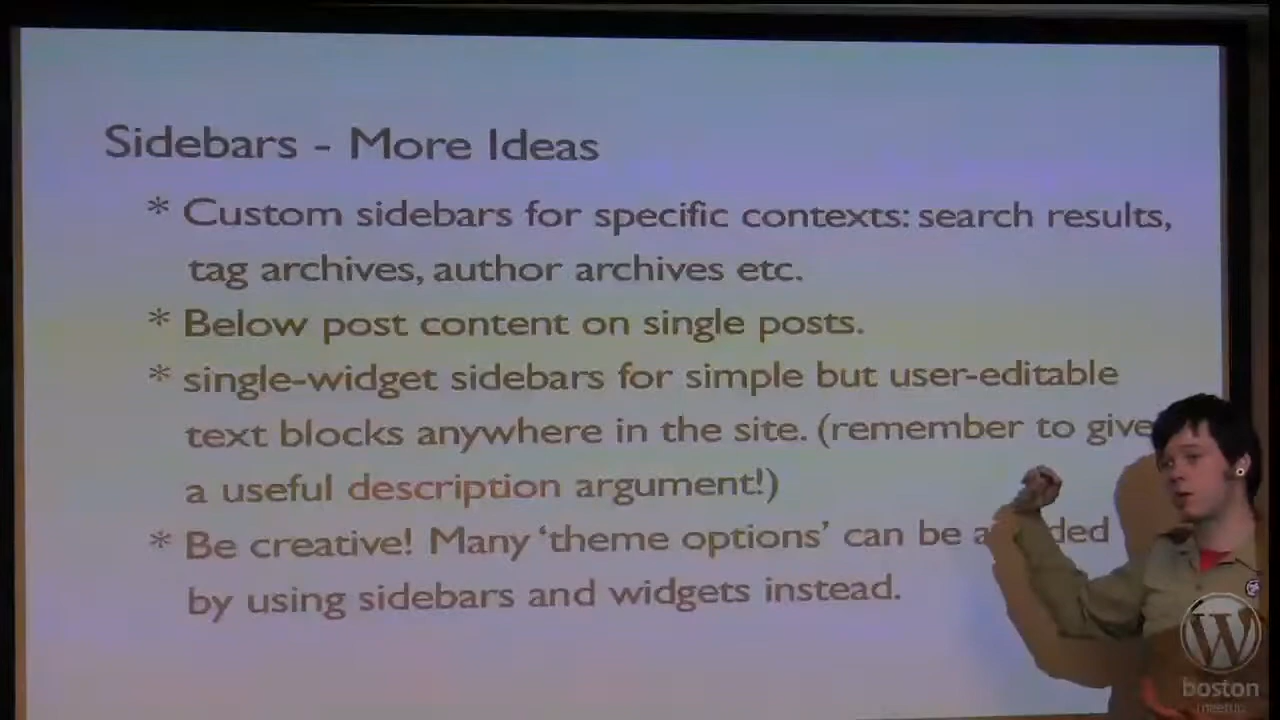 Sidebars - More Ideas
* Custom sidebars for specific contexts: search results,
tag archives, author archives etc.
* Below post content on single posts.
* single-widget sidebars for simple but user-editable
text blocks anywhere in the site. (remember to give
a useful description argument!)
* Be creative! Many 'theme options' can be
by using sidebars and widgets instead.
W
boston
meetup